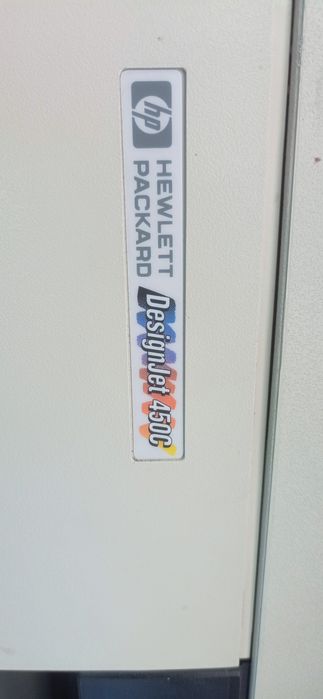 hp
HEWLETT
PACKARD
DesignJet 450C